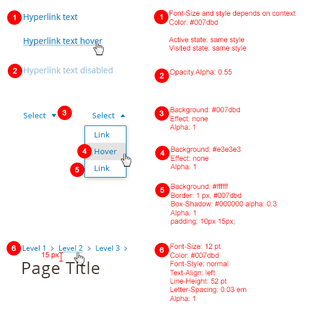 1 Hyperlink text
Hyperlink text hover
2 Hyperlink text disabled
Select 3 Select
Link
4 Hover
5 Link
6 Level 1 > Level 2 > Level 3 >
15 px
Page Title
1 Font-Size and style depends on context
Color: #007dbd
Active state: same style
Visited state: same style
2 Opacity Alpha: 0.55
3 Background: #007dbd
Effect: none
Alpha: 1
4 Background: #e3e3e3
Effect: none
Alpha: 1
5 Background: #ffffff
Border: 1 px, #007dbd
Box-Shadow: #000000 alpha: 0.3
Alpha: 1
padding: 10px 15px;
6 Font-Size: 12 pt
Color: #007dbd
Font-Style: normal
Text-Align: left
Line-Height: 52 pt
Letter-Spacing: 0.03 em
Alpha: 1